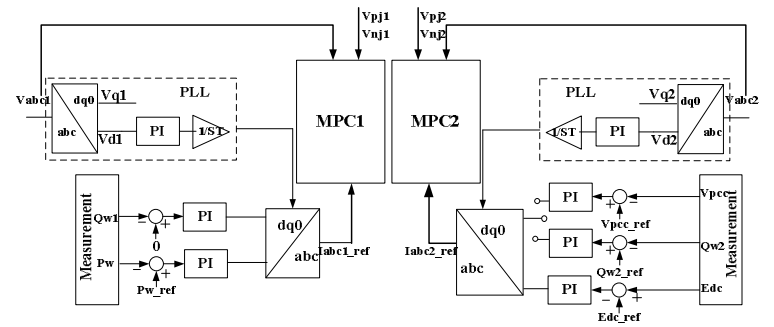 Vpj1
Vnj1
Vpj2
Vnj2
Vabc1
dq0
abc
Vq1
Vd1
PLL
PI
1/ST
MPC1
MPC2
PLL
1/ST
PI
Vq2
Vd2
dq0
abc
Vabc2
Measurement
Qw1
Pw
−
+
0
−
+
Pw_ref
PI
PI
dq0
abc
Iabc1_ref
Iabc2_ref
dq0
abc
PI
+
−
Vpcc_ref
PI
+
−
Qw2_ref
PI
−
+
Edc_ref
Vpcc
Qw2
Edc
Measurement